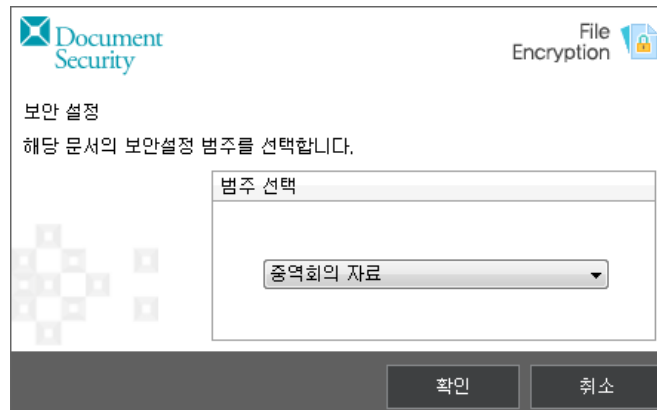 Document
Security
File
Encryption
보안 설정
해당 문서의 보안설정 범주를 선택합니다.
범주 선택
중역회의 자료
확인
취소